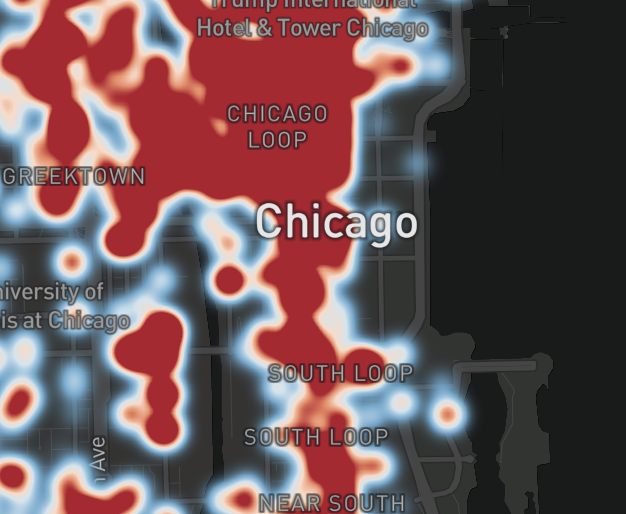 Trump International
Hotel & Tower Chicago
CHICAGO
LOOP
GREEKTOWN
Chicago
niversity of
is at Chicago
SOUTH LOOP
SOUTH LOOP
Ave
NEAR SOUTH